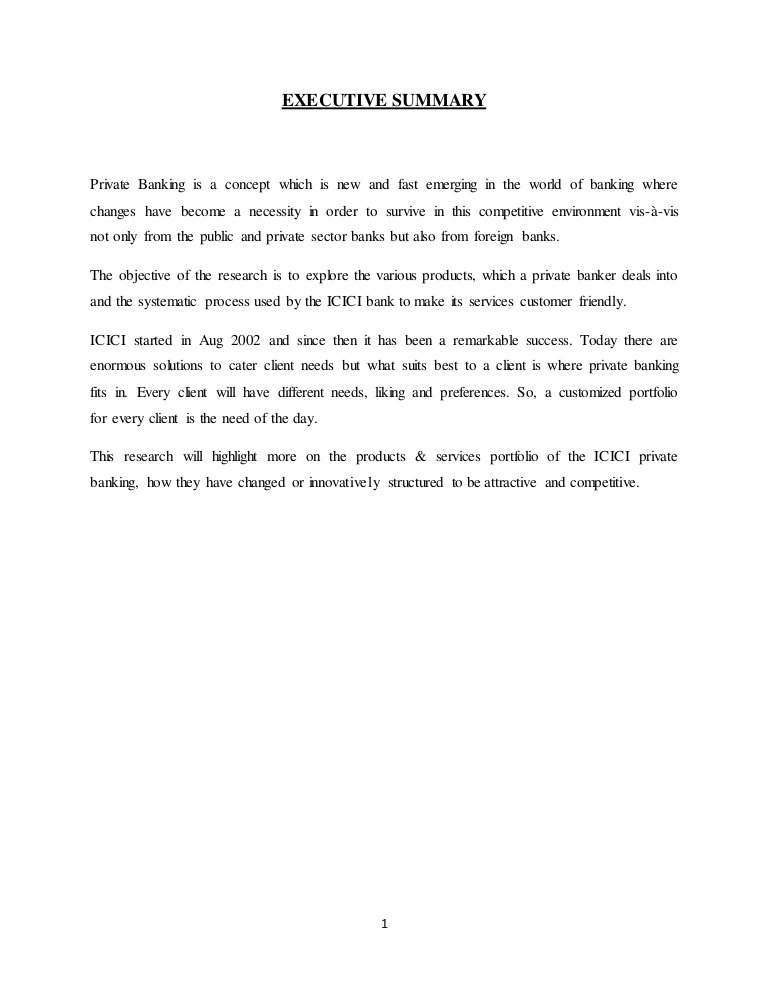 EXECUTIVE SUMMARY
Private Banking is a concept which is new and fast emerging in the world of banking where
changes have become a necessity in order to survive in this competitive environment vis-à-vis
not only from the public and private sector banks but also from foreign banks.
The objective of the research is to explore the various products, which a private banker deals into
and the systematic process used by the ICICI bank to make its services customer friendly.
ICICI started in Aug 2002 and since then it has been a remarkable success. Today there are
enormous solutions to cater client needs but what suits best to a client is where private banking
fits in. Every client will have different needs, liking and preferences. So, a customized portfolio
for every client is the need of the day.
This research will highlight more on the products & services portfolio of the ICICI private
banking, how they have changed or innovatively structured to be attractive and competitive.
1